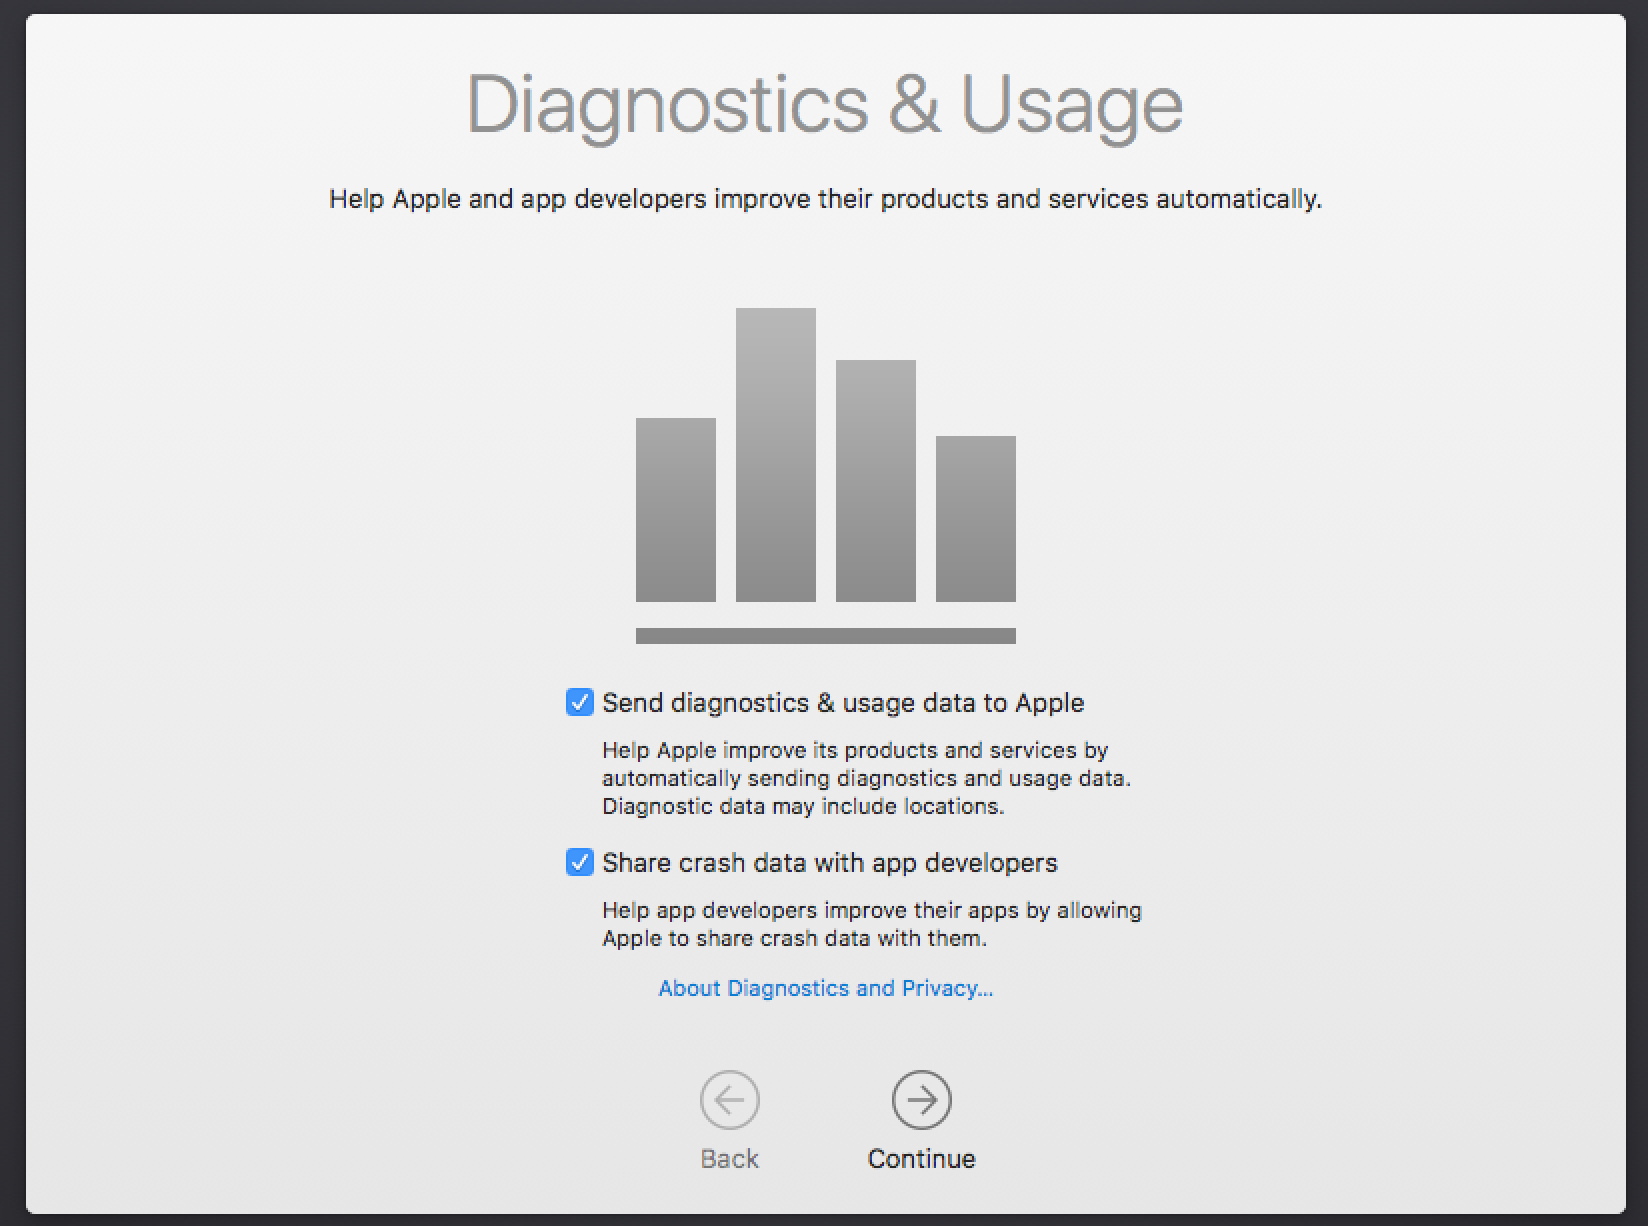 Diagnostics & Usage
Help Apple and app developers improve their products and services automatically.
Send diagnostics & usage data to Apple
Help Apple improve its products and services by
automatically sending diagnostics and usage data.
Diagnostic data may include locations.
Share crash data with app developers
Help app developers improve their apps by allowing
Apple to share crash data with them.
About Diagnostics and Privacy...
Back
Continue